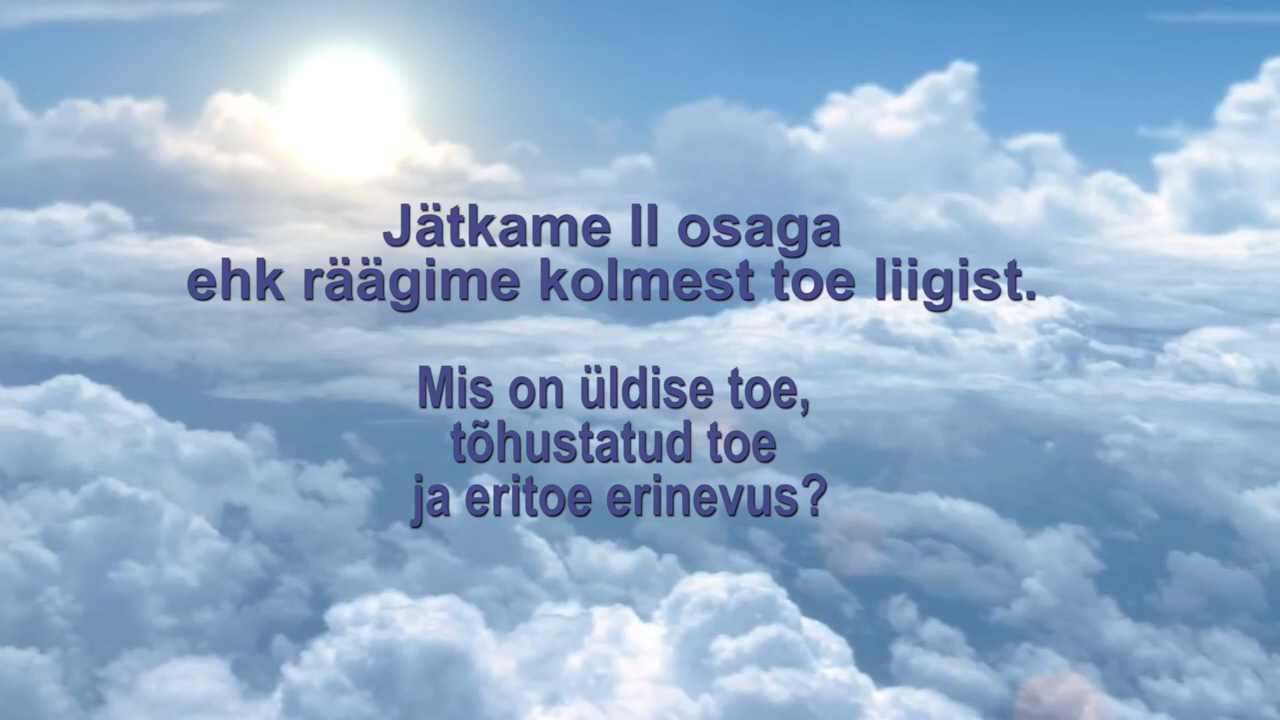 Jätkame II osaga
ehk räägime kolmest toe liigist.
Mis on üldise toe,
tõhustatud toe
ja eritoe erinevus?